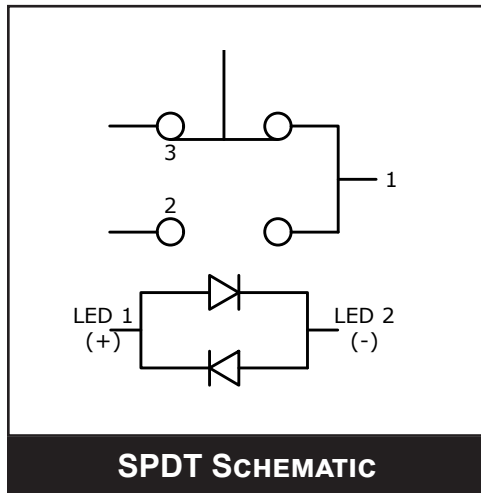 3
1
2
LED 1
(+)
LED 2
(-)
SPDT SCHEMATIC